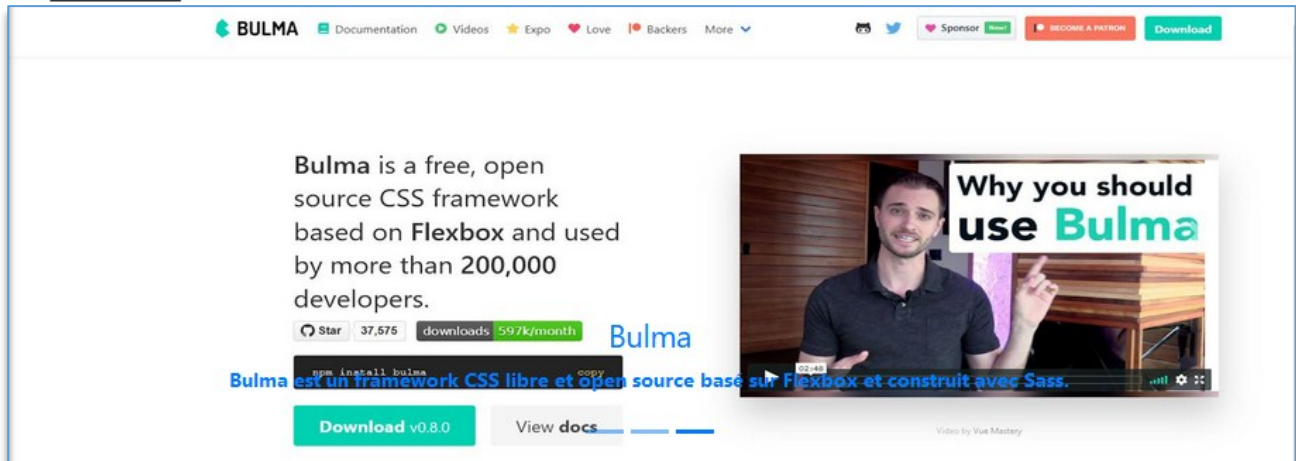 BULMA Documentation Videos Expo Love Backers More Sponsor New! BECOME A PATRON Download
Bulma is a free, open
source CSS framework
based on Flexbox and used
by more than 200,000
developers.
Star 37,575 downloads 597k/month
Bulma
npm install bulma copy
Bulma est un framework CSS libre et open source basé sur Flexbox et construit avec Sass.
Download v0.8.0 View docs
Why you should
use Bulma
02:48
Video by Vue Mastery